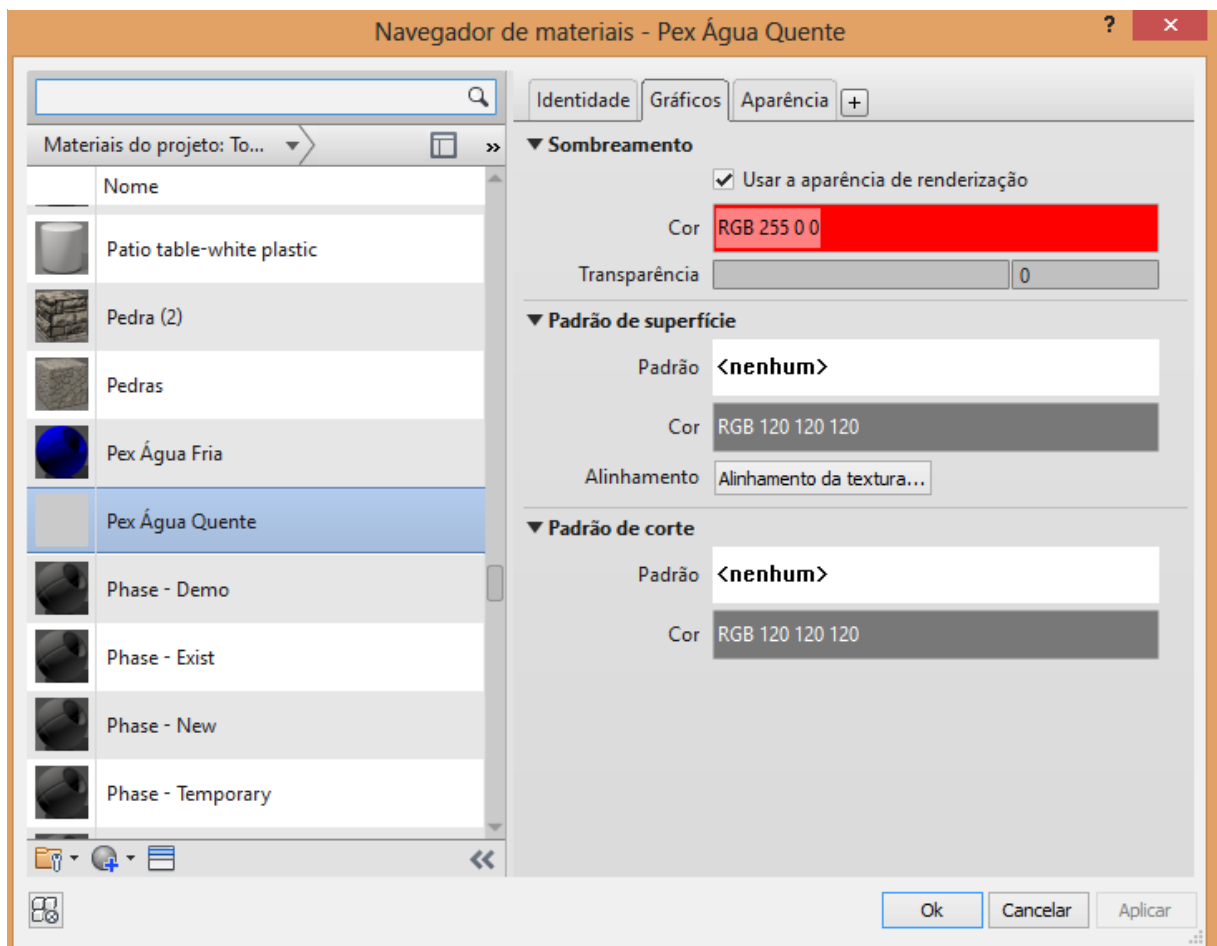 Navegador de materiais - Pex Água Quente
?
Materiais do projeto: To...
»
Nome
Patio table-white plastic
Pedra (2)
Pedras
Pex Água Fria
Pex Água Quente
Phase - Demo
Phase - Exist
Phase - New
Phase - Temporary
Identidade Gráficos Aparência +
Sombreamento
Usar a aparência de renderização
Cor RGB 255 0 0
Transparência 0
Padrão de superfície
Padrão <nenhum>
Cor RGB 120 120 120
Alinhamento Alinhamento da textura...
Padrão de corte
Padrão <nenhum>
Cor RGB 120 120 120
Ok Cancelar Aplicar